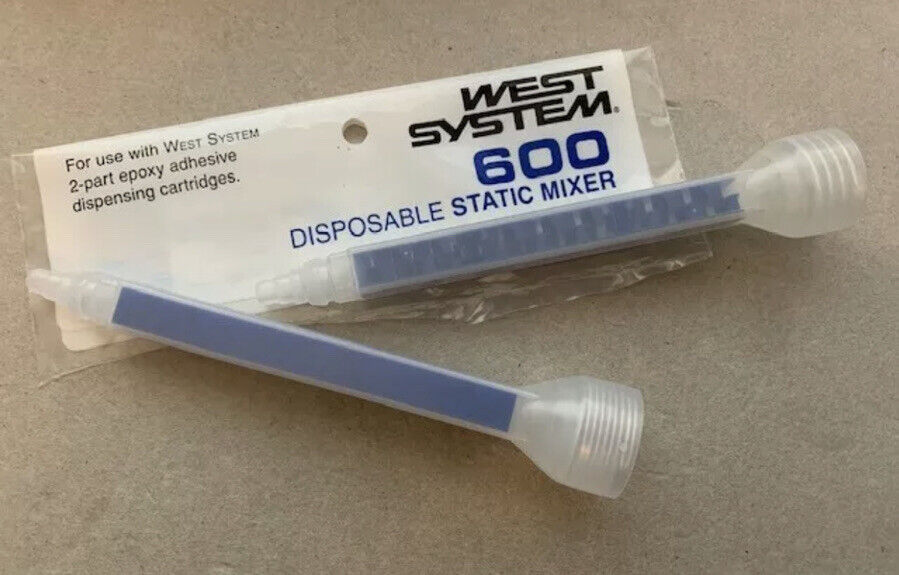 WEST
SYSTEM®
600
DISPOSABLE STATIC MIXER
For use with WEST SYSTEM
2-part epoxy adhesive
dispensing cartridges.